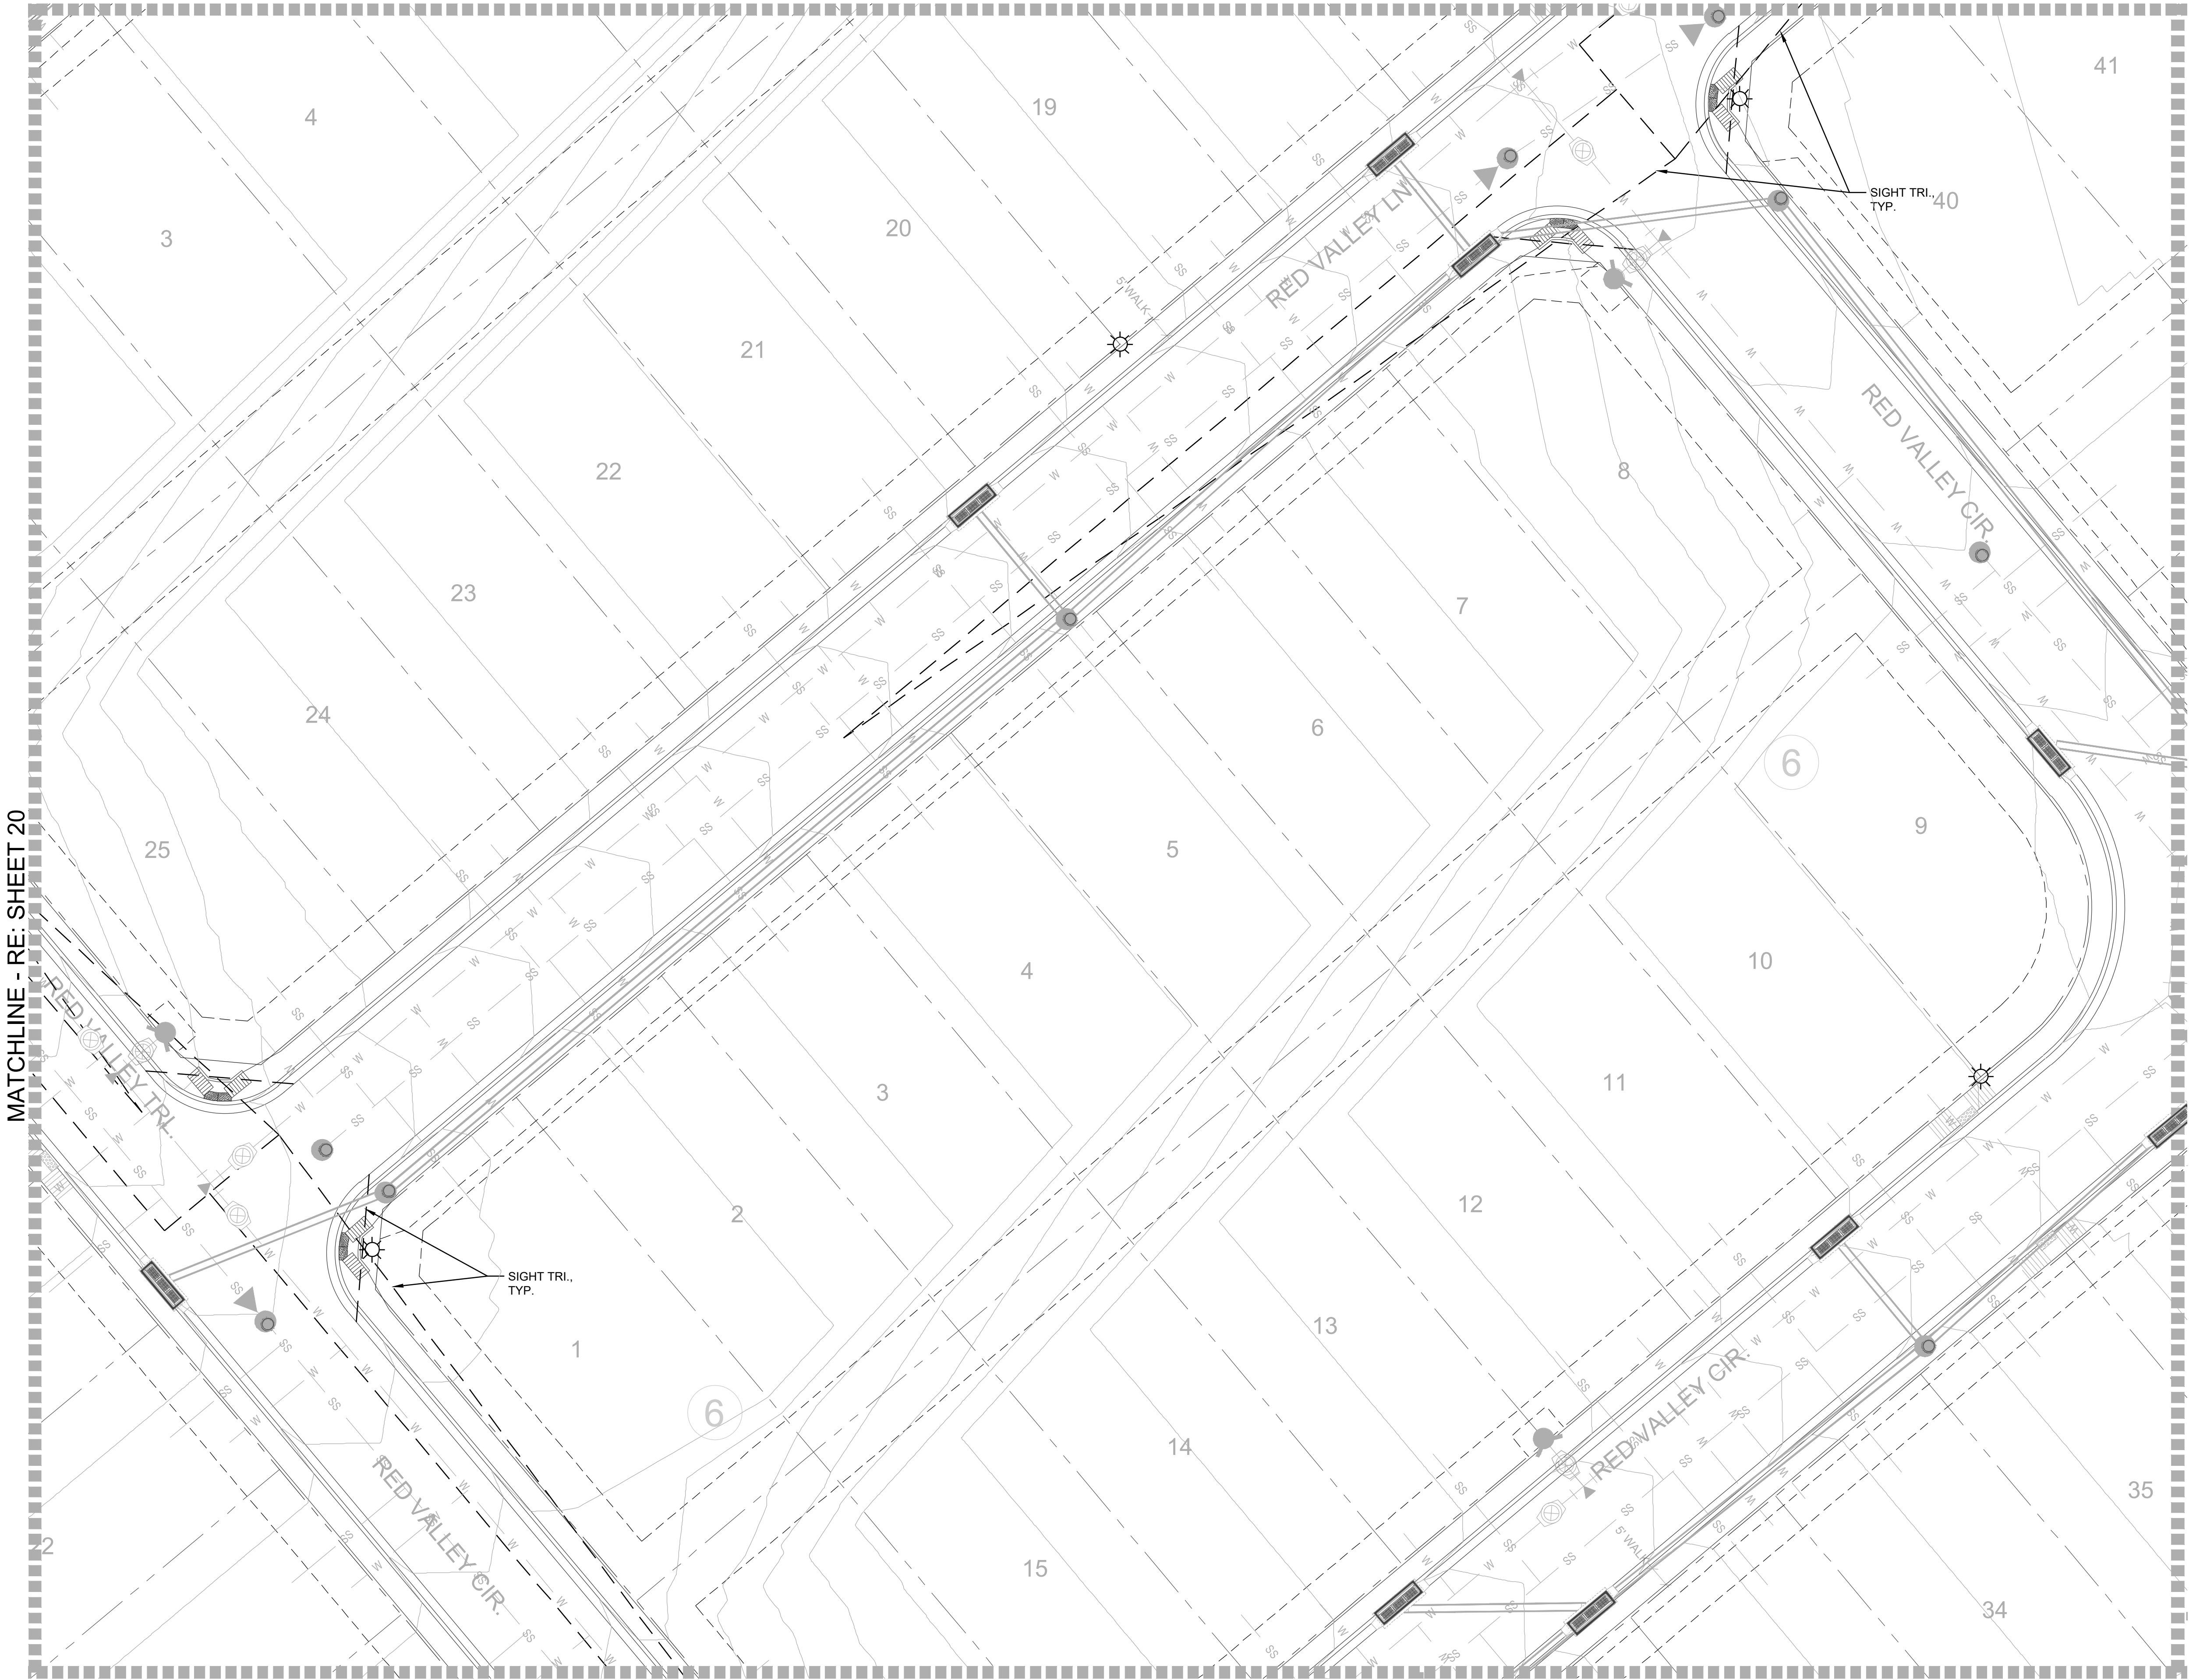 MATCHLINE - RE: SHEET 20
41
4
19
SIGHT TRI.,
TYP.
40
3
20
RED VALLEY LN.
5' WALK
21
RED VALLEY CIR.
22
8
23
7
24
6
6
25
5
9
4
10
RED VALLEY TRL.
3
11
2
12
SIGHT TRI.,
TYP.
1
13
6
14
RED VALLEY CIR.
35
RED VALLEY CIR.
5' WALK
22
15
34
W
SS